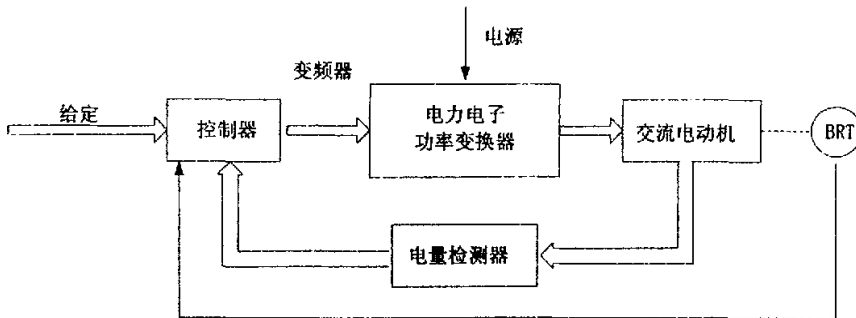 电源
变频器
给定
控制器
电力电子
功率变换器
交流电动机
BRT
电量检测器